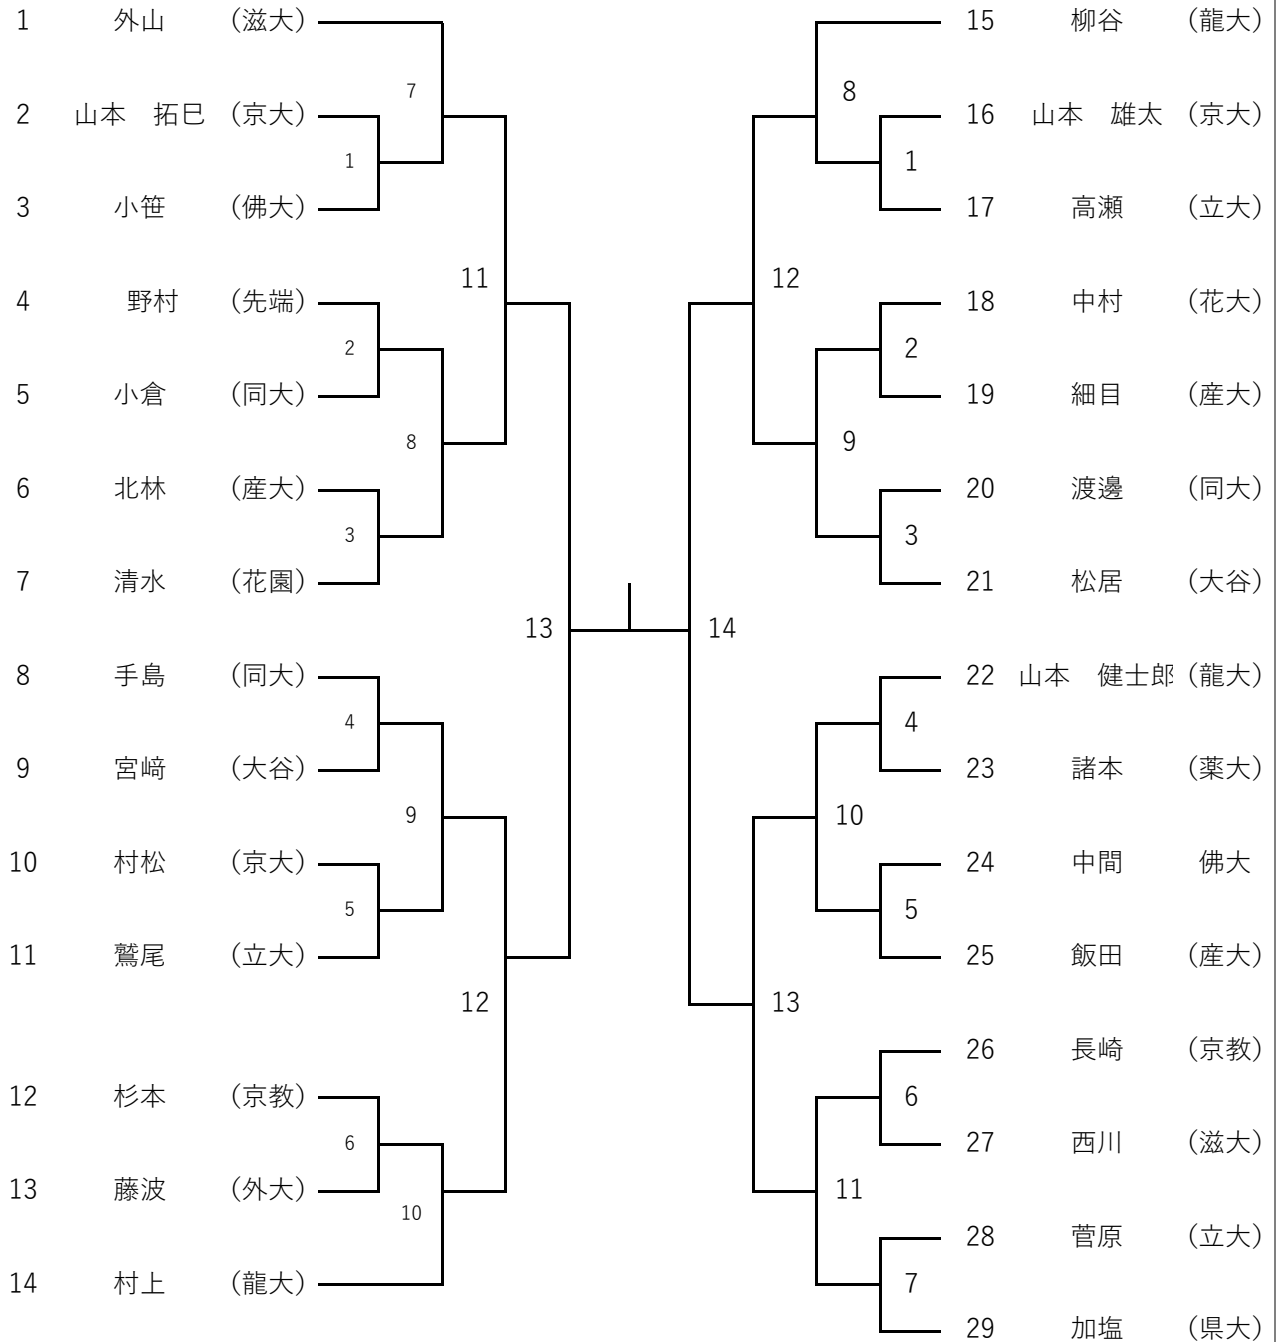 1 外山 (滋大)
7
2 山本 拓巳 (京大)
1
3 小笹 (佛大)
11
4 野村 (先端)
2
5 小倉 (同大)
8
6 北林 (産大)
3
7 清水 (花園)
13
8 手島 (同大)
4
9 宮﨑 (大谷)
9
10 村松 (京大)
5
11 鷲尾 (立大)
12
12 杉本 (京教)
6
13 藤波 (外大)
10
14 村上 (龍大)
15 柳谷 (龍大)
8
16 山本 雄太 (京大)
1
17 高瀬 (立大)
12
18 中村 (花大)
2
19 細目 (産大)
9
20 渡邊 (同大)
3
21 松居 (大谷)
14
22 山本 健士郎 (龍大)
4
23 諸本 (薬大)
10
24 中間 佛大
5
25 飯田 (産大)
13
26 長崎 (京教)
6
27 西川 (滋大)
11
28 菅原 (立大)
7
29 加塩 (県大)